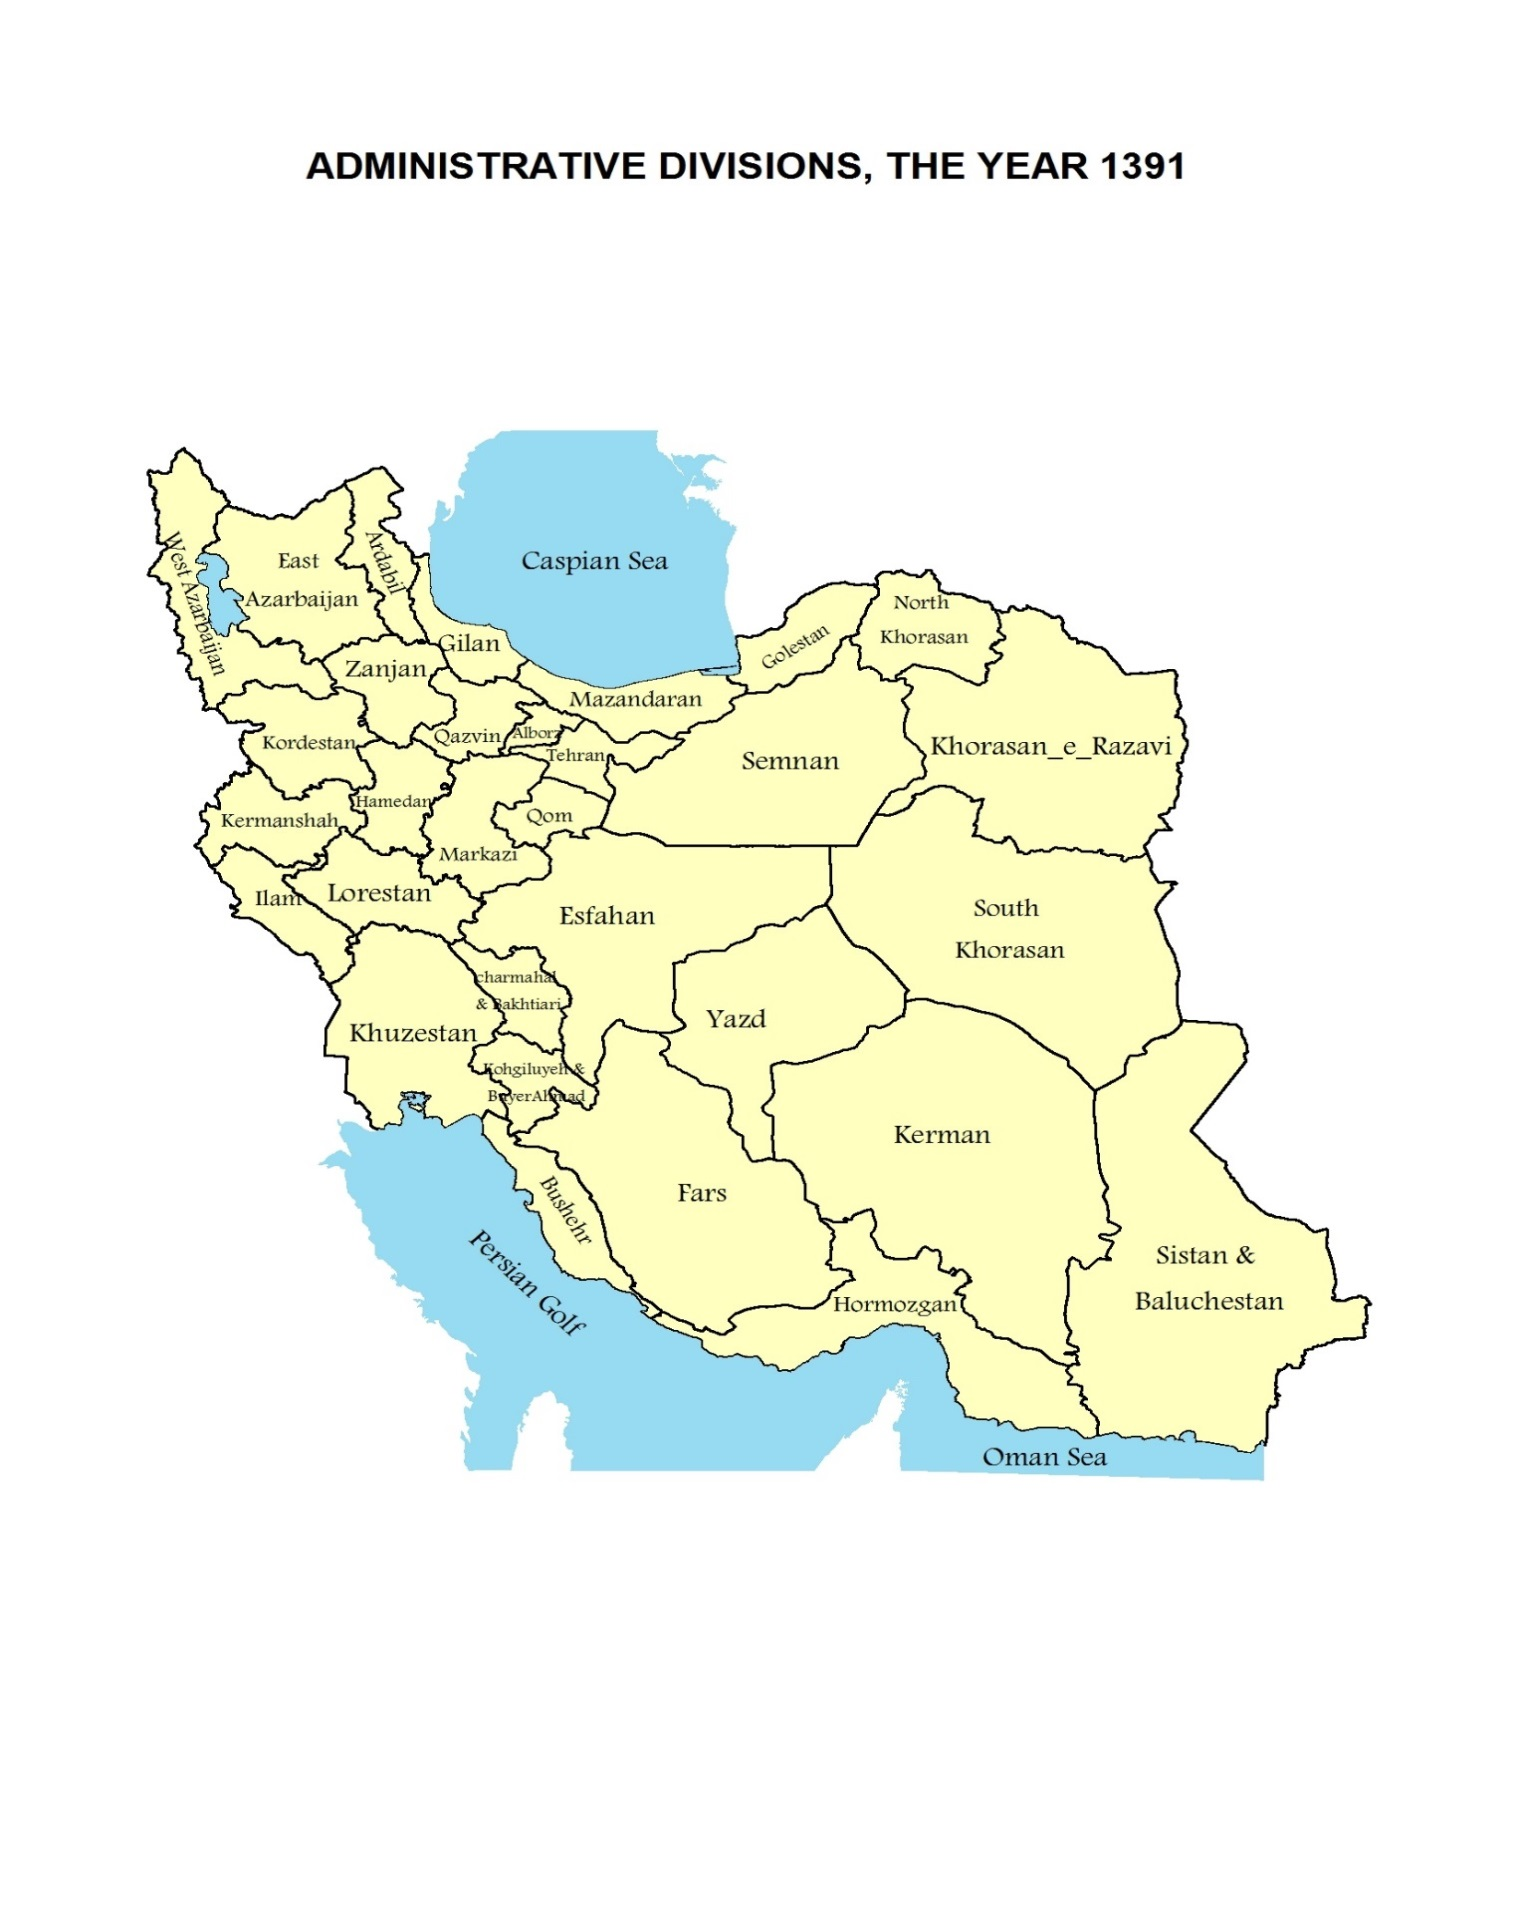 ADMINISTRATIVE DIVISIONS, THE YEAR 1391
Caspian Sea
West Azarbaijan
East
Azarbaijan
Ardabil
Gilan
Zanjan
Golestan
North
Khorasan
Mazandaran
Kordestan
Qazvin
Alborz
Tehran
Semnan
Khorasan_e_Razavi
Hamedan
Kermanshah
Qom
Markazi
Ilam
Lorestan
Esfahan
South
Khorasan
charmahal
& Bakhtiari
Yazd
Khuzestan
Kohgiluyeh &
BuyerAhmad
Kerman
Fars
Bushehr
Persian Golf
Hormozgan
Sistan &
Baluchestan
Oman Sea